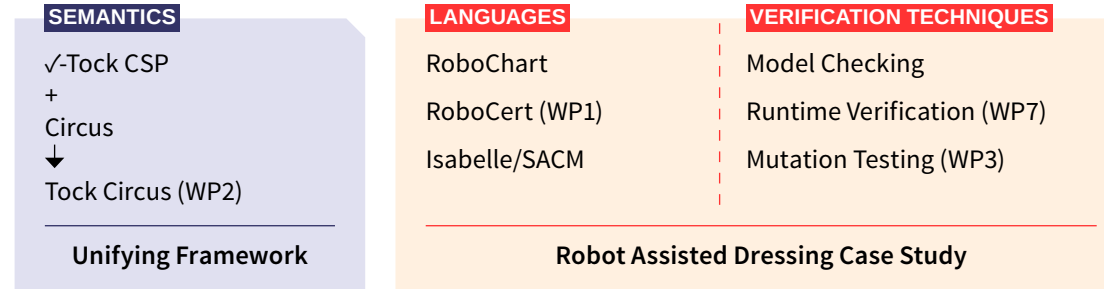 SEMANTICS
✓-Tock CSP
+
Circus
↓
Tock Circus (WP2)
Unifying Framework
LANGUAGES
RoboChart
RoboCert (WP1)
Isabelle/SACM
VERIFICATION TECHNIQUES
Model Checking
Runtime Verification (WP7)
Mutation Testing (WP3)
Robot Assisted Dressing Case Study